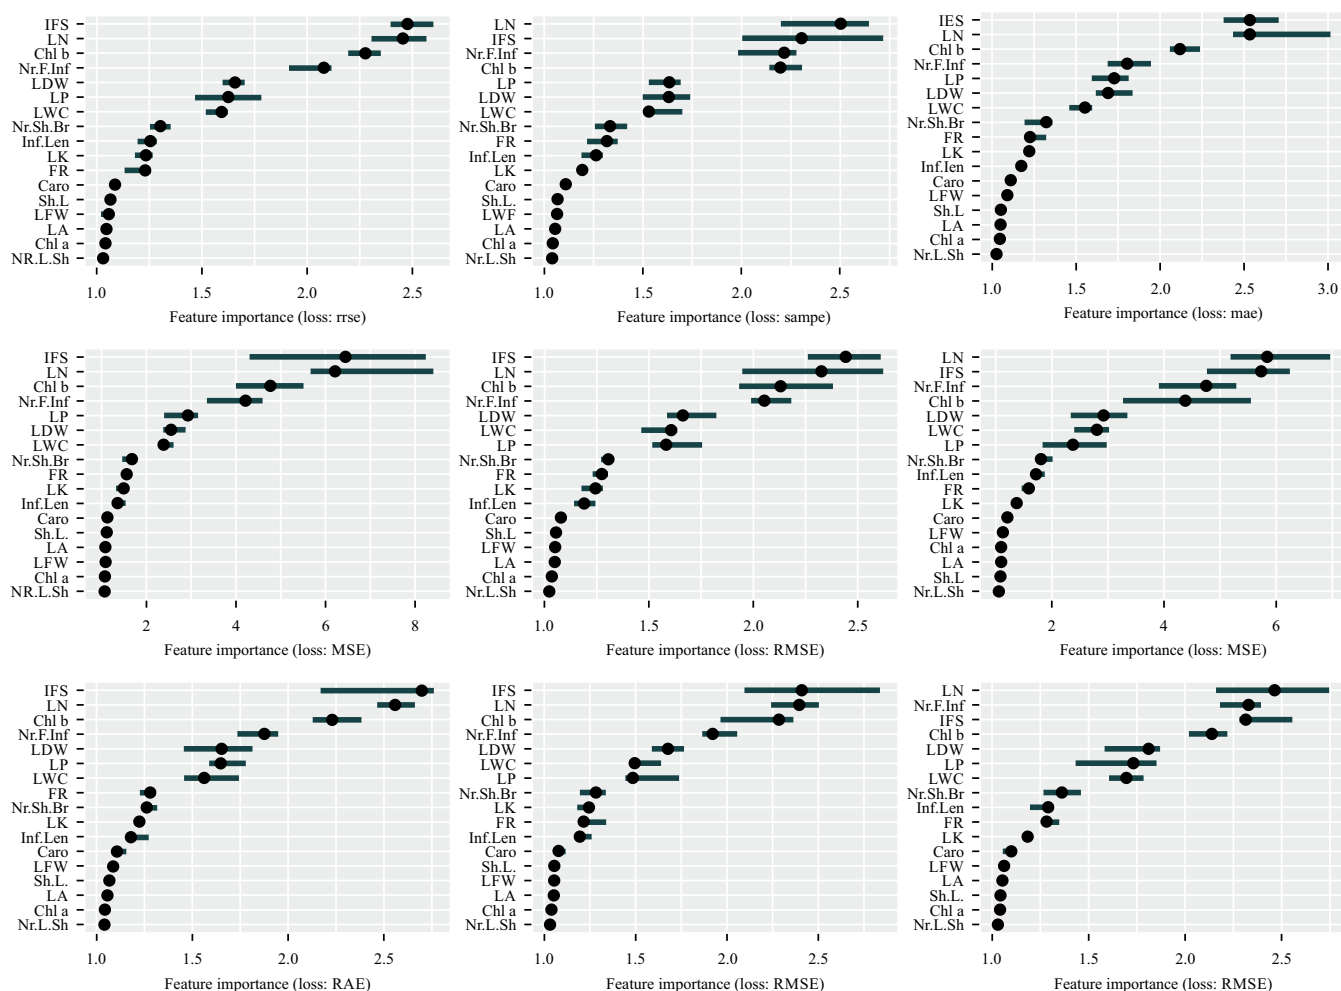 IFS
LN
Chl b
Nr.F.Inf
LDW
LP
LWC
Nr.Sh.Br
Inf.Len
LK
FR
Caro
Sh.L
LFW
LA
Chl a
NR.L.Sh
1.0 1.5 2.0 2.5
Feature importance (loss: rrse)
LN
IFS
Nr.F.Inf
Chl b
LP
LDW
LWC
Nr.Sh.Br
FR
Inf.Len
LK
Caro
Sh.L.
LWF
LA
Chl a
Nr.L.Sh
1.0 1.5 2.0 2.5
Feature importance (loss: sampe)
IES
LN
Chl b
Nr.F.Inf
LP
LDW
LWC
Nr.Sh.Br
FR
LK
Inf.Ien
Caro
LFW
Sh.L
LA
Chl a
Nr.L.Sh
1.0 1.5 2.0 2.5 3.0
Feature importance (loss: mae)
IFS
LN
Chl b
Nr.F.Inf
LP
LDW
LWC
Nr.Sh.Br
FR
LK
Inf.Len
Caro
Sh.L.
LA
LFW
Chl a
NR.L.Sh
2 4 6 8
Feature importance (loss: MSE)
IFS
LN
Chl b
Nr.F.Inf
LDW
LWC
LP
Nr.Sh.Br
FR
LK
Inf.Len
Caro
Sh.L
LFW
LA
Chl a
Nr.L.Sh
1.0 1.5 2.0 2.5
Feature importance (loss: RMSE)
LN
IFS
Nr.F.Inf
Chl b
LDW
LWC
LP
Nr.Sh.Br
Inf.Len
FR
LK
Caro
LFW
Chl a
LA
Sh.L
Nr.L.Sh
2 4 6
Feature importance (loss: MSE)
IFS
LN
Chl b
Nr.F.Inf
LDW
LP
LWC
FR
Nr.Sh.Br
LK
Inf.Len
Caro
LFW
Sh.L.
LA
Chl a
Nr.L.Sh
1.0 1.5 2.0 2.5
Feature importance (loss: RAE)
IFS
LN
Chl b
Nr.F.Inf
LDW
LWC
LP
Nr.Sh.Br
LK
FR
Inf.Len
Caro
Sh.L.
LFW
LA
Chl a
Nr.L.Sh
1.0 1.5 2.0 2.5
Feature importance (loss: RMSE)
LN
Nr.F.Inf
IFS
Chl b
LDW
LP
LWC
Nr.Sh.Br
Inf.Len
FR
LK
Caro
LFW
LA
Sh.L.
Chl a
Nr.L.Sh
1.0 1.5 2.0 2.5
Feature importance (loss: RMSE)